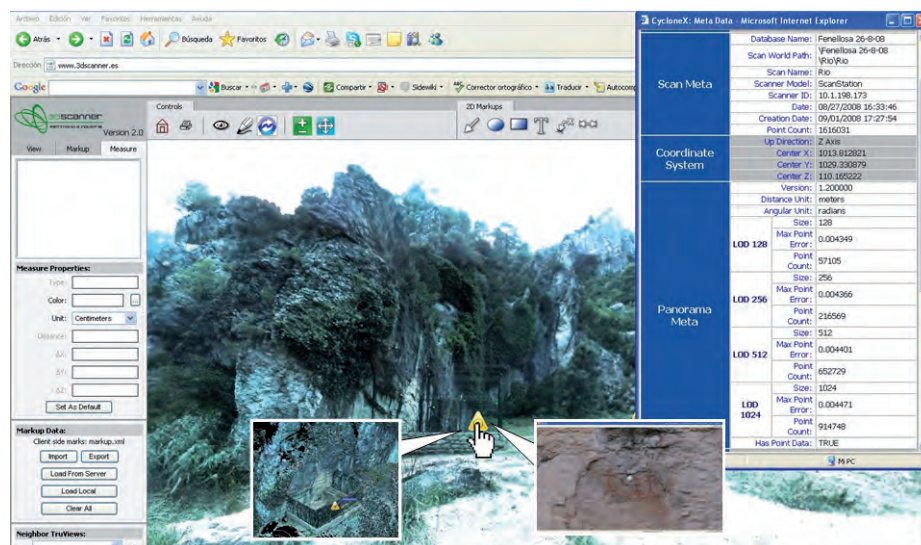 Archivo Edición Ver Favoritos Herramientas Ayuda
Atrás Búsqueda Favoritos
Dirección www.3dscanner.es
Google Buscar Compartir Sidewiki Corrector ortográfico Traducir Autocomp
3D scanner
Version 2.0
View Markup Measure
Controls
2D Markups
Measure Properties:
Type:
Color:
...
Unit: Centimeters
Distance:
ΔX:
ΔY:
ΔZ:
Set As Default
Markup Data:
Client side marks: markup.xml
Import Export
Load From Server
Load Local
Clear All
Neighbor TruViews:
CycloneX: Meta Data - Microsoft Internet Explorer
Scan Meta
Database Name: Fenellosa 26-8-08
Scan World Path: \Fenellosa 26-8-08
\Rio\Rio
Scan Name: Rio
Scanner Model: ScanStation
Scanner ID: 10.1.198.173
Date: 08/27/2008 16:33:46
Creation Date: 09/01/2008 17:27:54
Point Count: 1616031
Coordinate System
Up Direction: Z Axis
Center X: 1013.812821
Center Y: 1029.330879
Center Z: 110.165222
Panorama Meta
Version: 1.200000
Distance Unit: meters
Angular Unit: radians
LOD 128
Size: 128
Max Point Error: 0.004349
Point Count: 57105
LOD 256
Size: 256
Max Point Error: 0.004366
Point Count: 216569
LOD 512
Size: 512
Max Point Error: 0.004401
Point Count: 652729
LOD 1024
Size: 1024
Max Point Error: 0.004471
Point Count: 914748
Has Point Data: TRUE
Mi PC